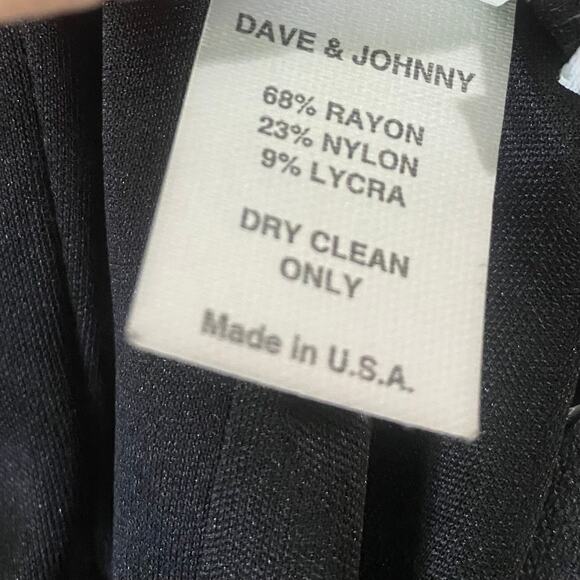 DAVE & JOHNNY
68% RAYON
23% NYLON
9% LYCRA
DRY CLEAN
ONLY
Made in U.S.A.